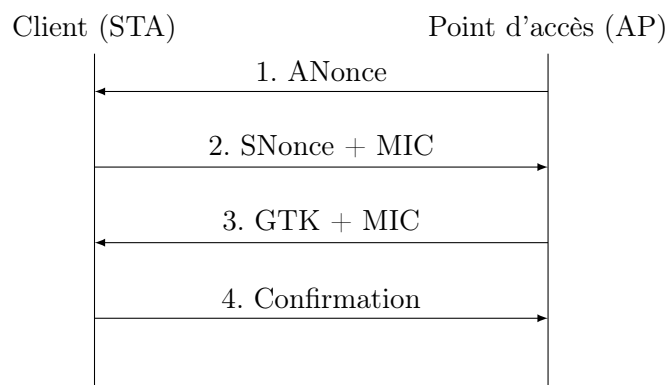 Client (STA)
Point d'accès (AP)
1. ANonce
2. SNonce + MIC
3. GTK + MIC
4. Confirmation